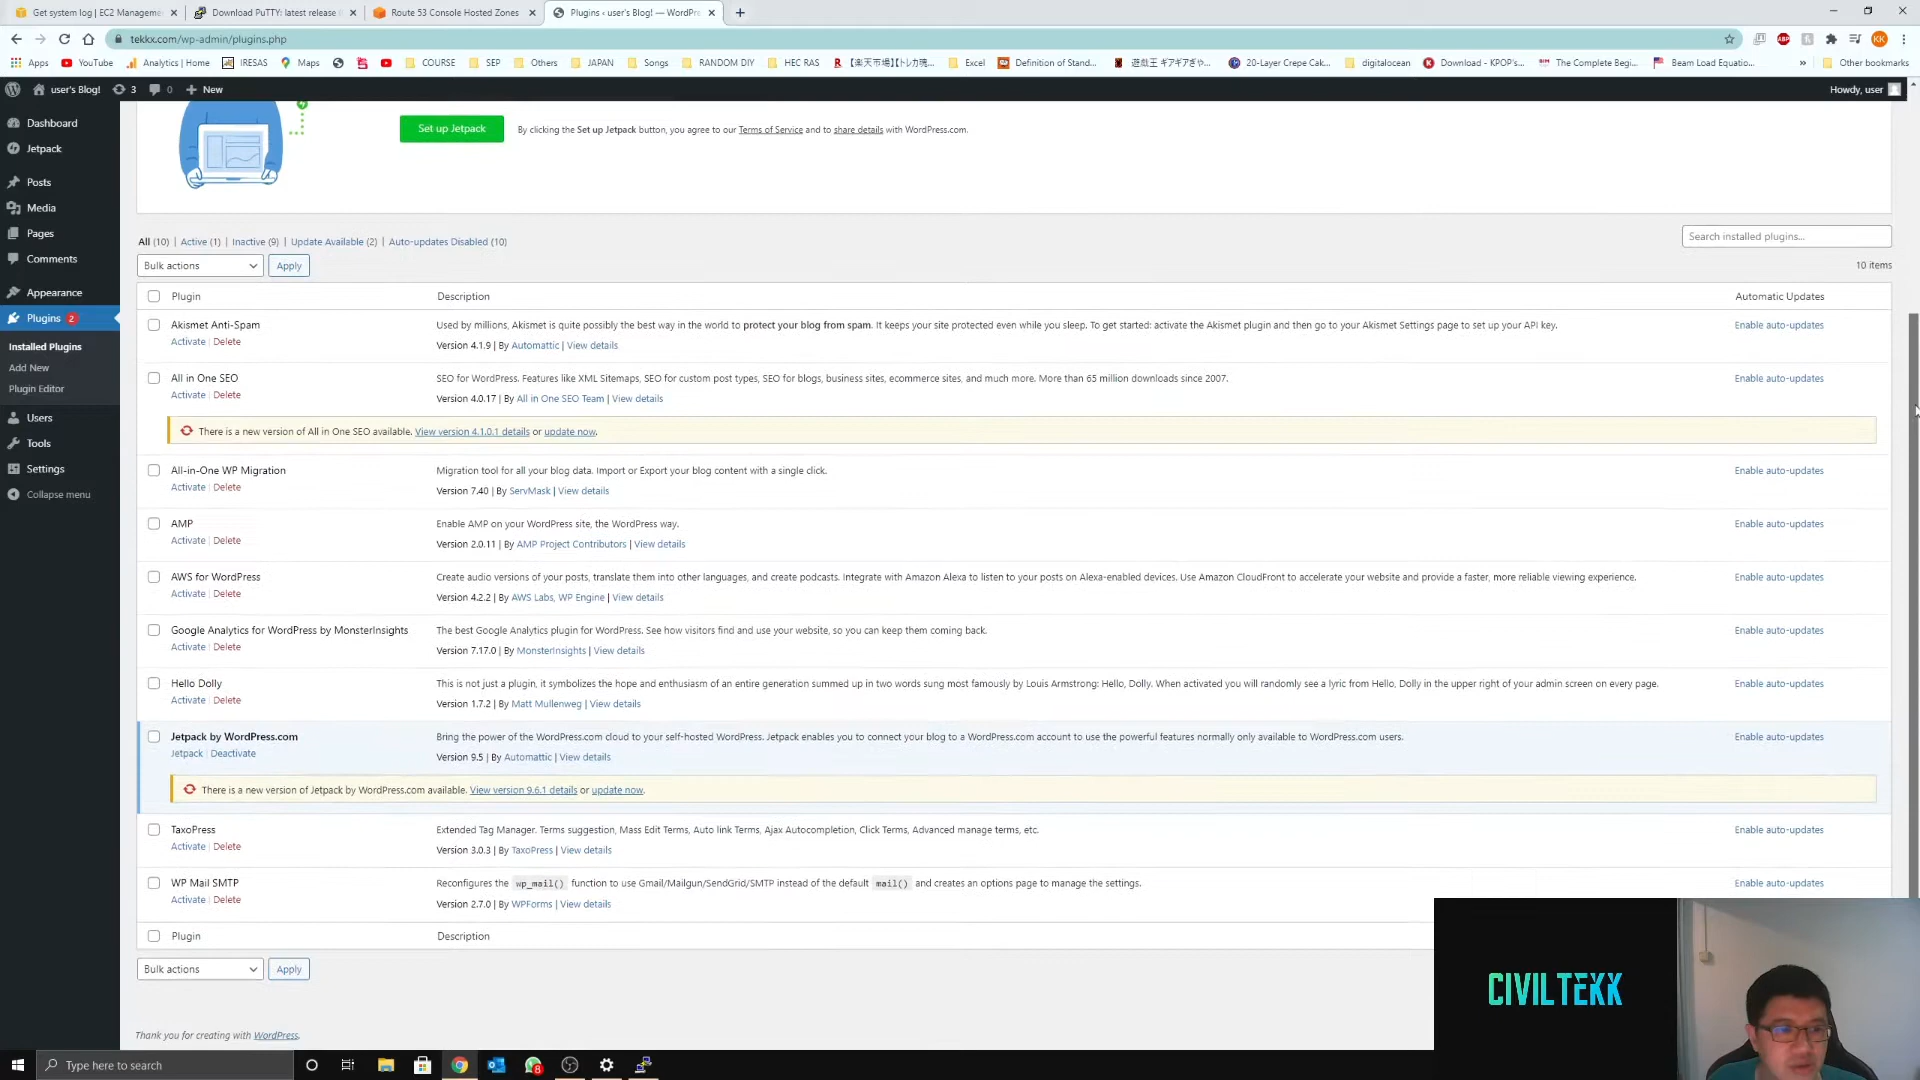 Get system log | EC2 Manageme
Download PuTTY: latest release (
Route 53 Console Hosted Zones
Plugins ‹ user's Blog! — WordPre
tekkx.com/wp-admin/plugins.php
KK
Apps
YouTube
Analytics | Home
IRESAS
Maps
COURSE
SEP
Others
JAPAN
Songs
RANDOM DIY
HEC RAS
Excel
Definition of Stand...
20-Layer Crepe Cak...
digitalocean
Download - KPOP's...
The Complete Begi...
Beam Load Equatio...
»
Other bookmarks
user's Blog!
3
0
New
Howdy, user
Dashboard
Jetpack
Posts
Media
Pages
Comments
Appearance
Plugins 2
Installed Plugins
Add New
Plugin Editor
Users
Tools
Settings
Collapse menu
Set up Jetpack
By clicking the Set up Jetpack button, you agree to our Terms of Service and to share details with WordPress.com.
All (10) | Active (1) | Inactive (9) | Update Available (2) | Auto-updates Disabled (10)
Search installed plugins...
Bulk actions
Apply
10 items
Plugin
Description
Automatic Updates
Akismet Anti-Spam
Used by millions, Akismet is quite possibly the best way in the world to protect your blog from spam. It keeps your site protected even while you sleep. To get started: activate the Akismet plugin and then go to your Akismet Settings page to set up your API key.
Enable auto-updates
Activate | Delete
Version 4.1.9 | By Automattic | View details
All in One SEO
SEO for WordPress. Features like XML Sitemaps, SEO for custom post types, SEO for blogs, business sites, ecommerce sites, and much more. More than 65 million downloads since 2007.
Enable auto-updates
Activate | Delete
Version 4.0.17 | By All in One SEO Team | View details
There is a new version of All in One SEO available. View version 4.1.0.1 details or update now.
All-in-One WP Migration
Migration tool for all your blog data. Import or Export your blog content with a single click.
Enable auto-updates
Activate | Delete
Version 7.40 | By ServMask | View details
AMP
Enable AMP on your WordPress site, the WordPress way.
Enable auto-updates
Activate | Delete
Version 2.0.11 | By AMP Project Contributors | View details
AWS for WordPress
Create audio versions of your posts, translate them into other languages, and create podcasts. Integrate with Amazon Alexa to listen to your posts on Alexa-enabled devices. Use Amazon CloudFront to accelerate your website and provide a faster, more reliable viewing experience.
Enable auto-updates
Activate | Delete
Version 4.2.2 | By AWS Labs, WP Engine | View details
Google Analytics for WordPress by MonsterInsights
The best Google Analytics plugin for WordPress. See how visitors find and use your website, so you can keep them coming back.
Enable auto-updates
Activate | Delete
Version 7.17.0 | By MonsterInsights | View details
Hello Dolly
This is not just a plugin, it symbolizes the hope and enthusiasm of an entire generation summed up in two words sung most famously by Louis Armstrong: Hello, Dolly. When activated you will randomly see a lyric from Hello, Dolly in the upper right of your admin screen on every page.
Enable auto-updates
Activate | Delete
Version 1.7.2 | By Matt Mullenweg | View details
Jetpack by WordPress.com
Bring the power of the WordPress.com cloud to your self-hosted WordPress. Jetpack enables you to connect your blog to a WordPress.com account to use the powerful features normally only available to WordPress.com users.
Enable auto-updates
Jetpack | Deactivate
Version 9.5 | By Automattic | View details
There is a new version of Jetpack by WordPress.com available. View version 9.6.1 details or update now.
TaxoPress
Extended Tag Manager. Terms suggestion, Mass Edit Terms, Auto link Terms, Ajax Autocompletion, Click Terms, Advanced manage terms, etc.
Enable auto-updates
Activate | Delete
Version 3.0.3 | By TaxoPress | View details
WP Mail SMTP
Reconfigures the wp_mail() function to use Gmail/Mailgun/SendGrid/SMTP instead of the default mail() and creates an options page to manage the settings.
Enable auto-updates
Activate | Delete
Version 2.7.0 | By WPForms | View details
Plugin
Description
Bulk actions
Apply
Thank you for creating with WordPress.
CIVILTEKK
Type here to search
8